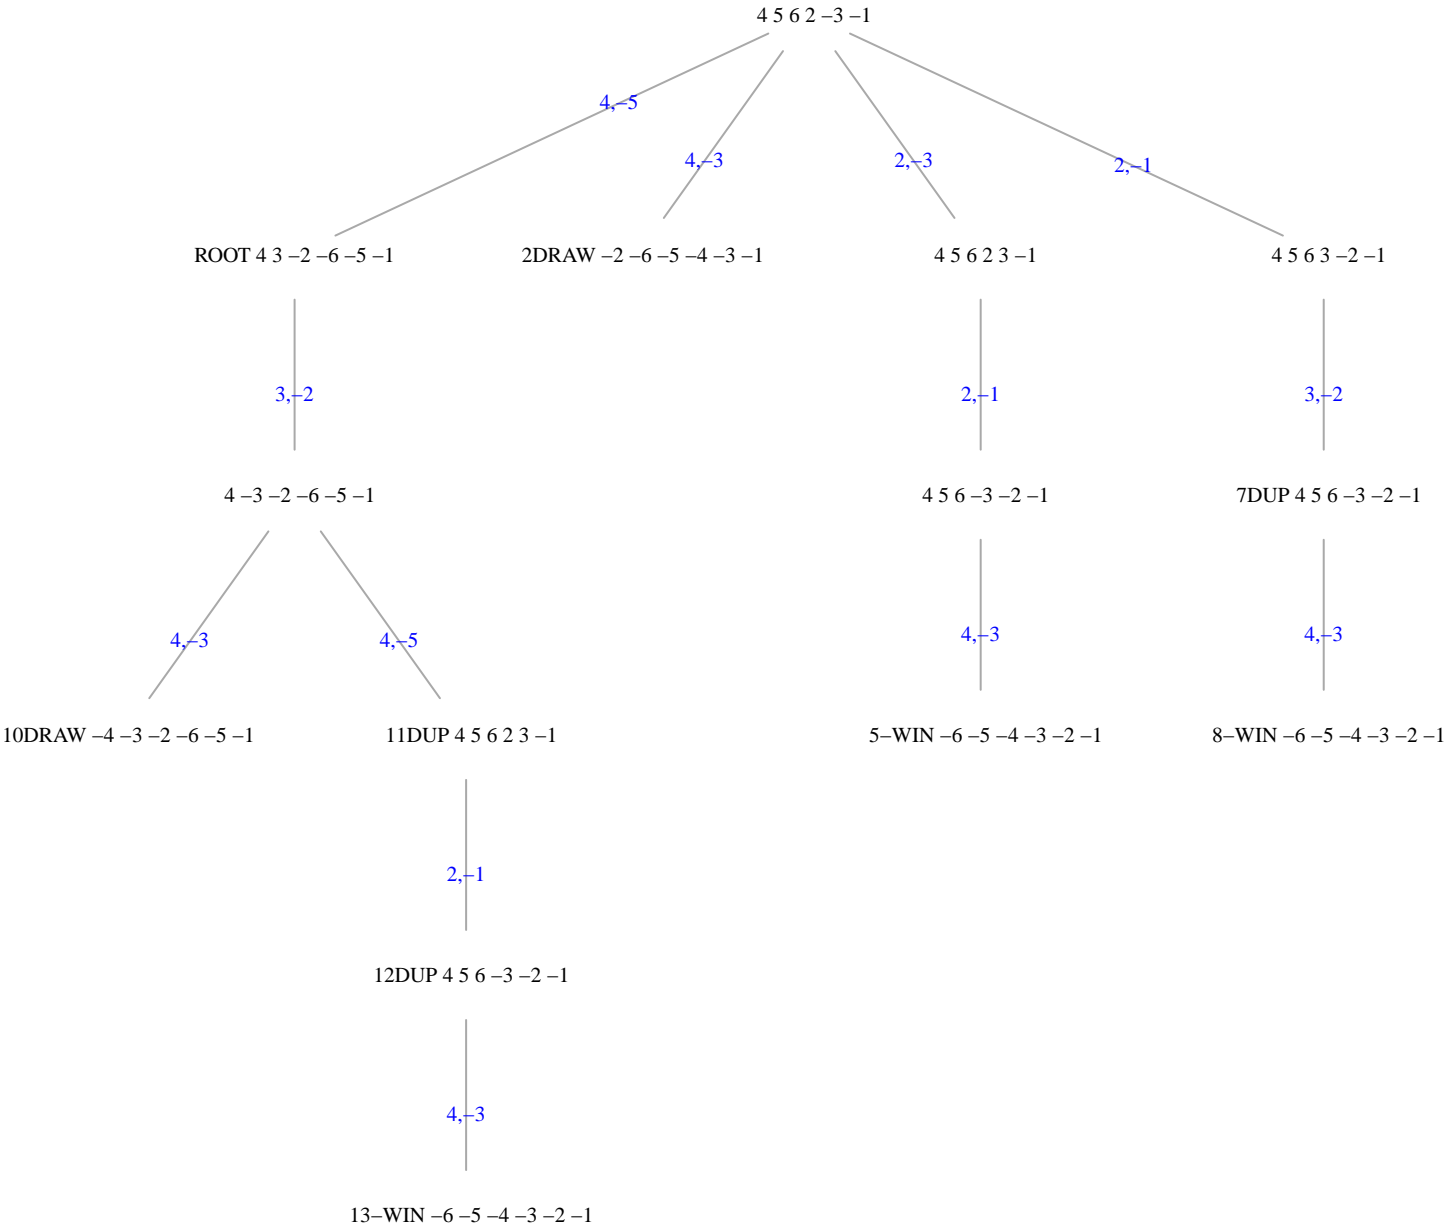 4 5 6 2 –3 –1
4,–5
4,–3
2,–3
2,–1
ROOT 4 3 –2 –6 –5 –1
2DRAW –2 –6 –5 –4 –3 –1
4 5 6 2 3 –1
4 5 6 3 –2 –1
3,–2
2,–1
3,–2
4 –3 –2 –6 –5 –1
4 5 6 –3 –2 –1
7DUP 4 5 6 –3 –2 –1
4,–3
4,–5
4,–3
4,–3
10DRAW –4 –3 –2 –6 –5 –1
11DUP 4 5 6 2 3 –1
5–WIN –6 –5 –4 –3 –2 –1
8–WIN –6 –5 –4 –3 –2 –1
2,–1
12DUP 4 5 6 –3 –2 –1
4,–3
13–WIN –6 –5 –4 –3 –2 –1